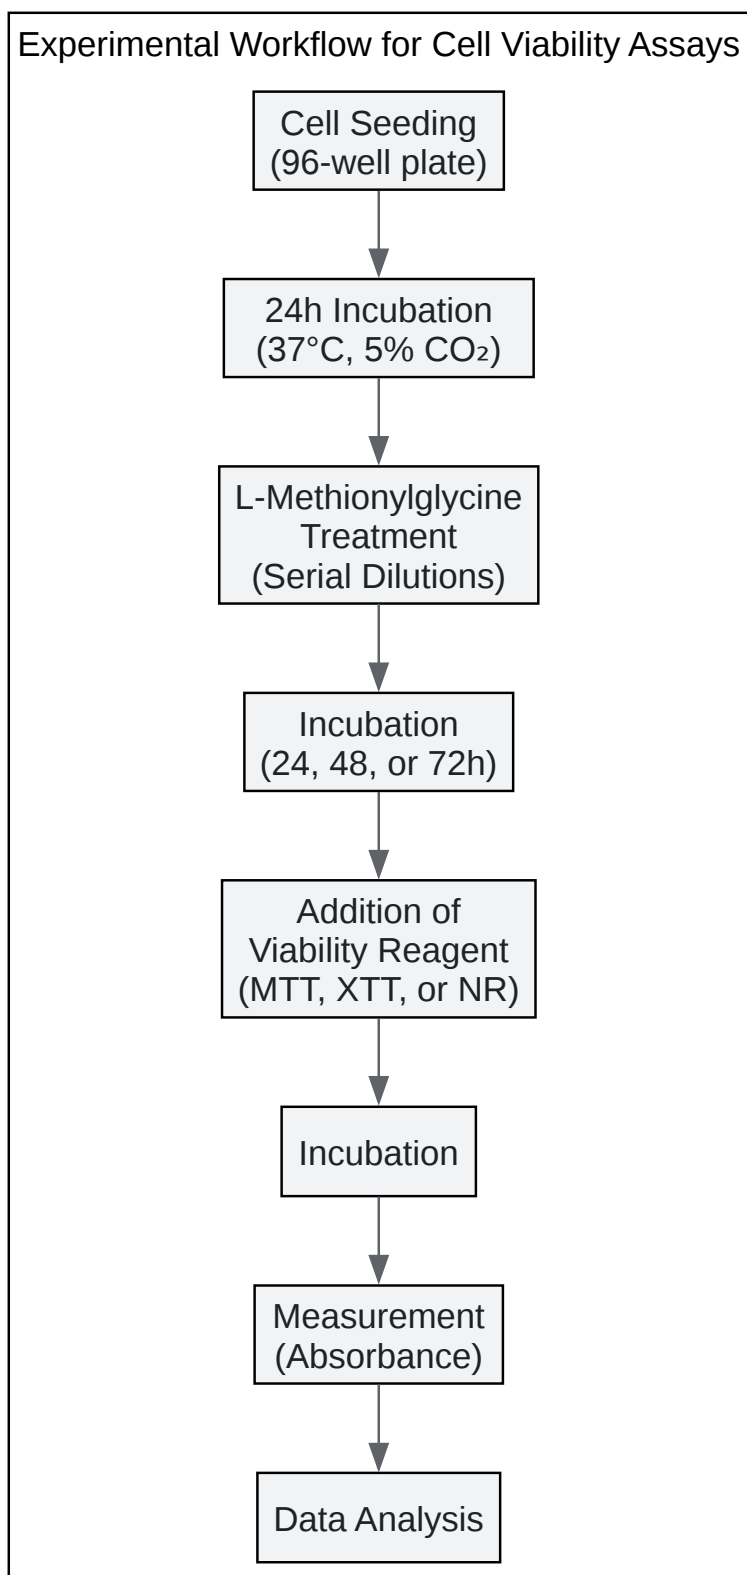 Experimental Workflow for Cell Viability Assays
Cell Seeding
(96-well plate)
24h Incubation
(37°C, 5% CO₂)
L-Methionylglycine
Treatment
(Serial Dilutions)
Incubation
(24, 48, or 72h)
Addition of
Viability Reagent
(MTT, XTT, or NR)
Incubation
Measurement
(Absorbance)
Data Analysis